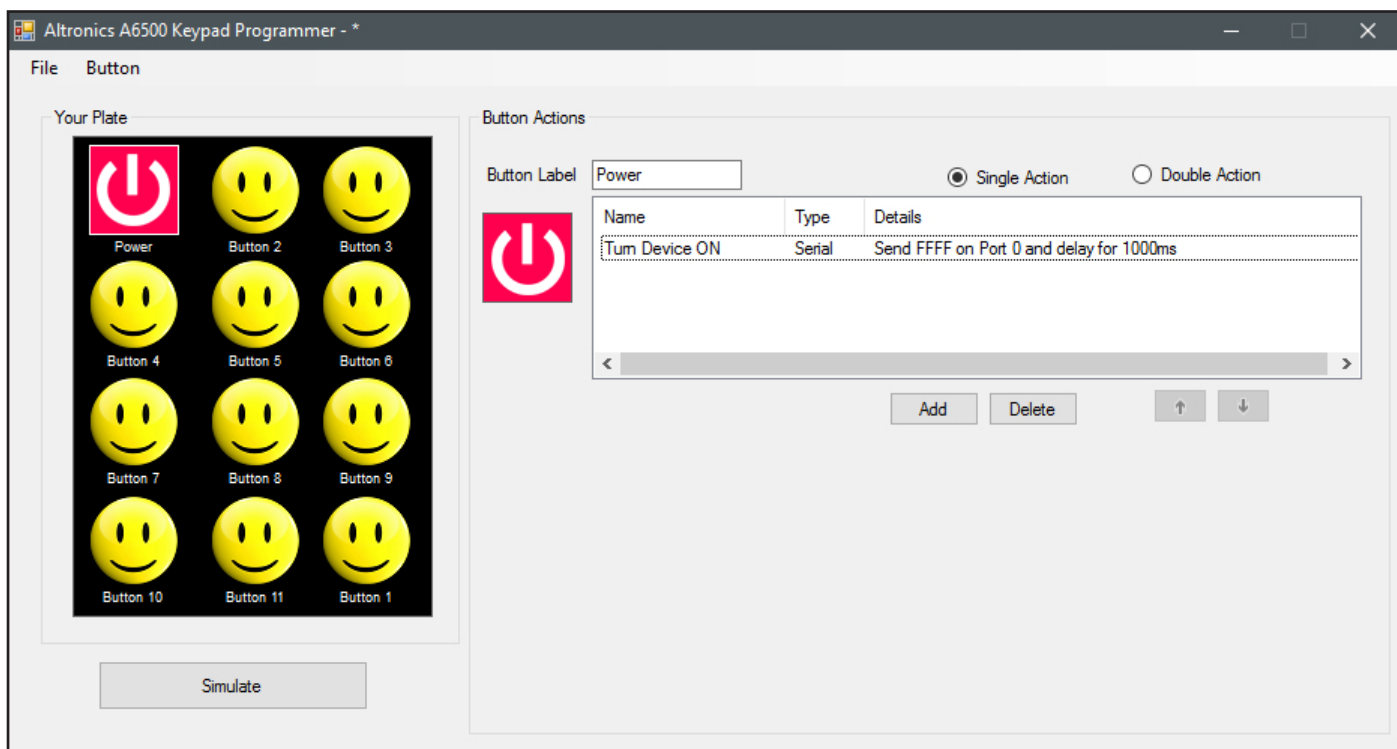 Altronics A6500 Keypad Programmer - *
File Button
Your Plate
Power Button 2 Button 3
Button 4 Button 5 Button 6
Button 7 Button 8 Button 9
Button 10 Button 11 Button 1
Simulate
Button Actions
Button Label Power Single Action Double Action
Name Type Details
Turn Device ON Serial Send FFFF on Port 0 and delay for 1000ms
Add Delete